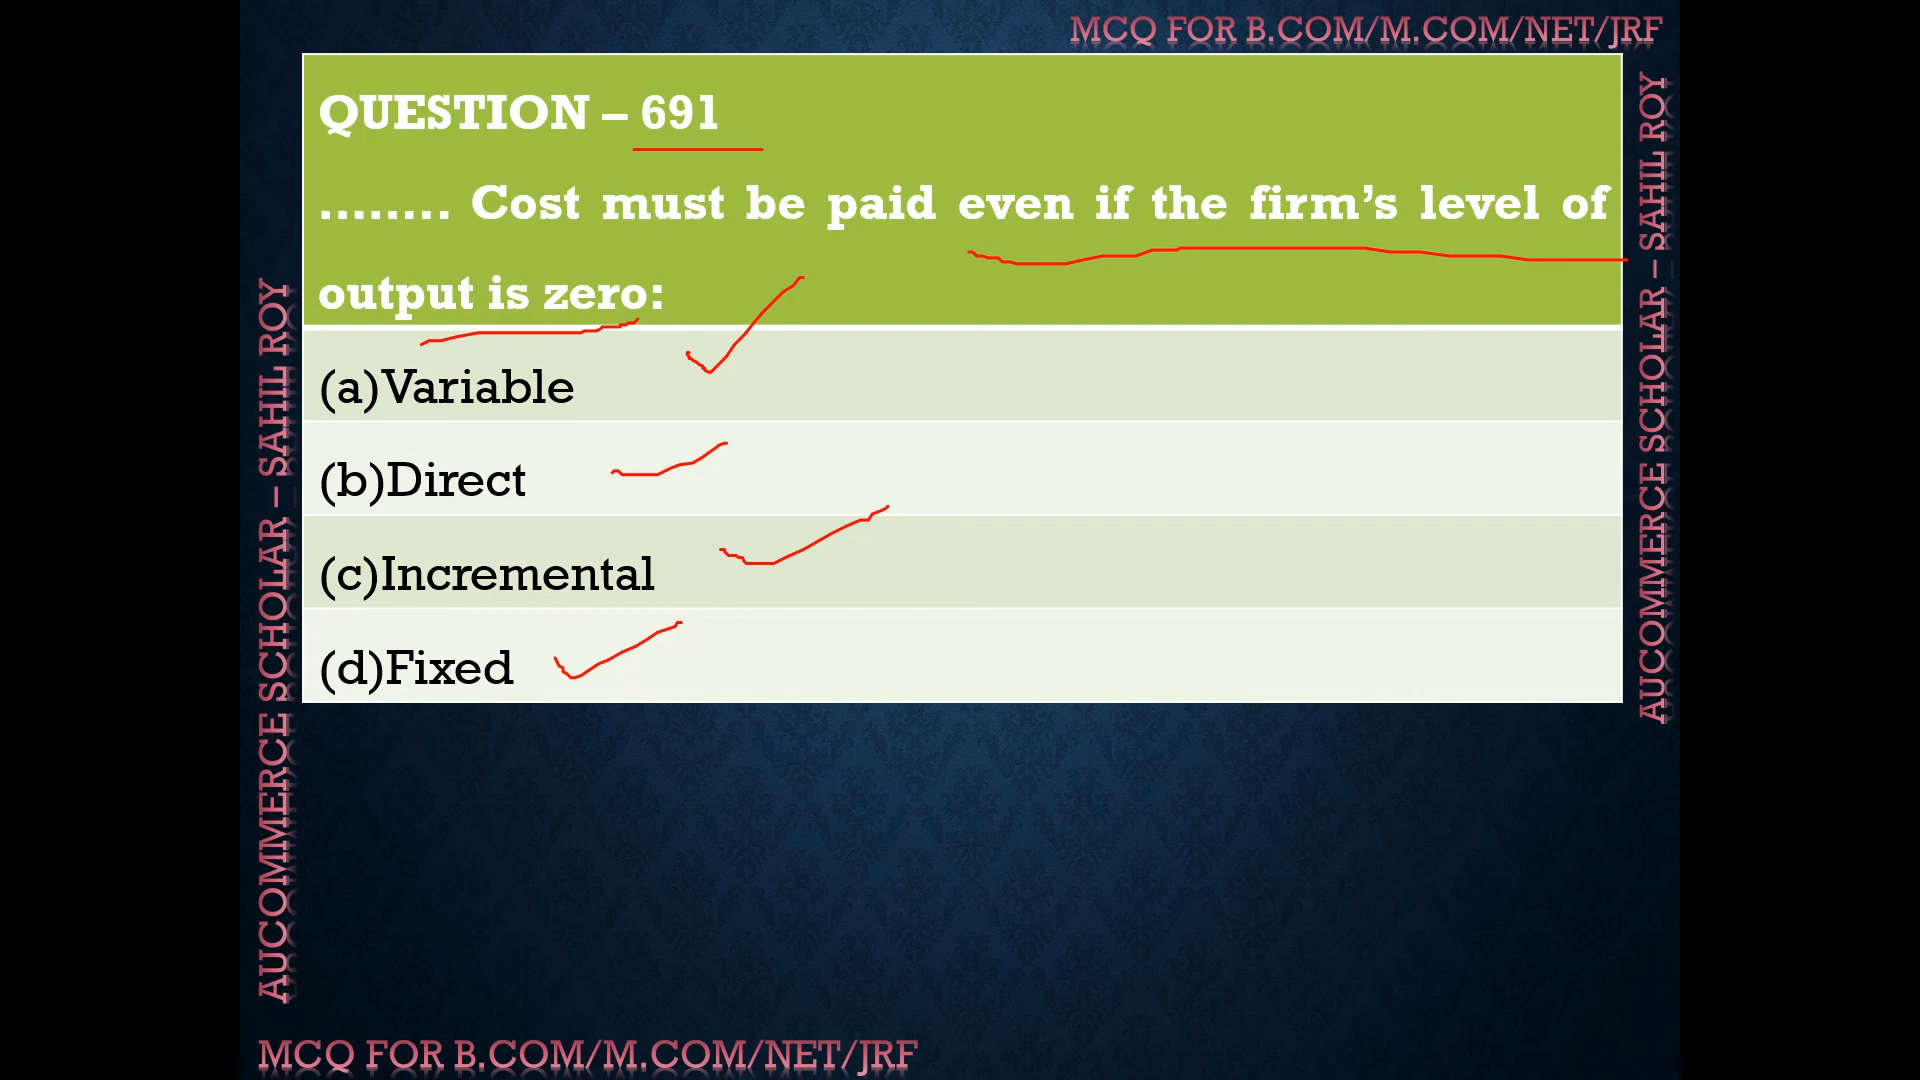 MCQ FOR B.COM/M.COM/NET/JRF
QUESTION – 691
........ Cost must be paid even if the firm’s level of
output is zero:
(a)Variable
(b)Direct
(c)Incremental
(d)Fixed
AUCOMMERCE SCHOLAR – SAHIL ROY
AUCOMMERCE SCHOLAR – SAHIL ROY
MCQ FOR B.COM/M.COM/NET/JRF